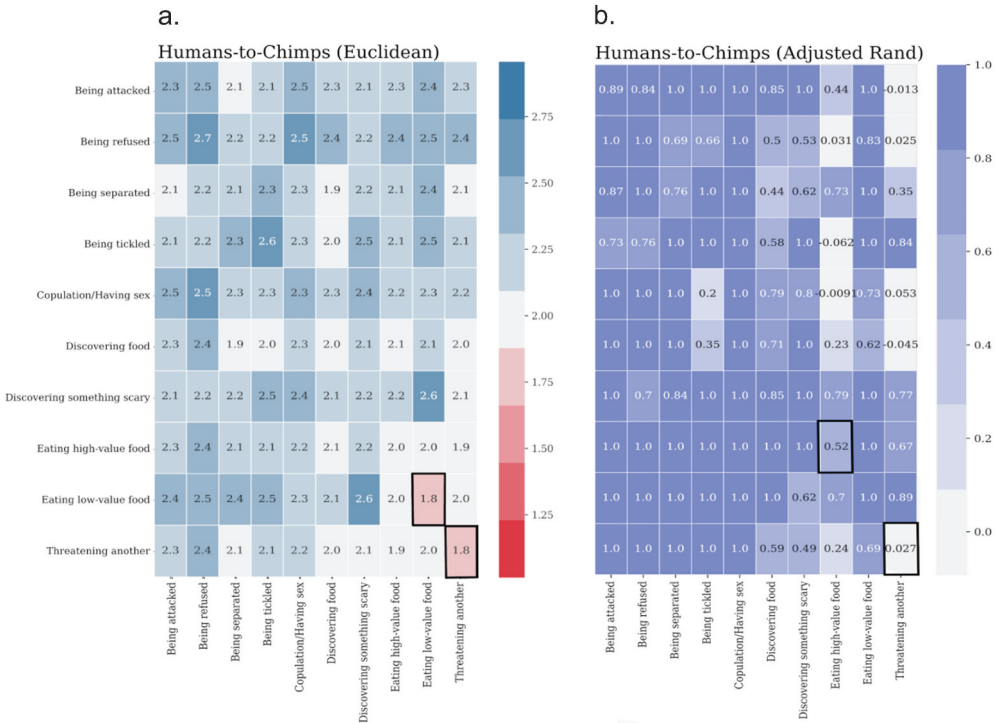 a.
Humans-to-Chimps (Euclidean)
Being attacked 2.3 2.5 2.1 2.1 2.5 2.3 2.1 2.3 2.4 2.3
Being refused 2.5 2.7 2.2 2.2 2.5 2.4 2.2 2.4 2.5 2.4
Being separated 2.1 2.2 2.1 2.3 2.3 1.9 2.2 2.1 2.4 2.1
Being tickled 2.1 2.2 2.3 2.6 2.3 2.0 2.5 2.1 2.5 2.1
Copulation/Having sex 2.5 2.5 2.3 2.3 2.3 2.3 2.4 2.2 2.3 2.2
Discovering food 2.3 2.4 1.9 2.0 2.3 2.0 2.1 2.1 2.1 2.0
Discovering something scary 2.1 2.2 2.2 2.5 2.4 2.1 2.2 2.2 2.6 2.1
Eating high-value food 2.3 2.4 2.1 2.1 2.2 2.1 2.2 2.0 2.0 1.9
Eating low-value food 2.4 2.5 2.4 2.5 2.3 2.1 2.6 2.0 1.8 2.0
Threatening another 2.3 2.4 2.1 2.1 2.2 2.0 2.1 1.9 2.0 1.8
Being attacked
Being refused
Being separated
Being tickled
Copulation/Having sex
Discovering food
Discovering something scary
Eating high-value food
Eating low-value food
Threatening another
2.75
2.50
2.25
2.00
1.75
1.50
1.25
b.
Humans-to-Chimps (Adjusted Rand)
0.89 0.84 1.0 1.0 1.0 0.85 1.0 0.44 1.0 -0.013
1.0 1.0 0.69 0.66 1.0 0.5 0.53 0.031 0.83 0.025
0.87 1.0 0.76 1.0 1.0 0.44 0.62 0.73 1.0 0.35
0.73 0.76 1.0 1.0 1.0 0.58 1.0 -0.062 1.0 0.84
1.0 1.0 1.0 0.2 1.0 0.79 0.8 -0.0091 0.73 0.053
1.0 1.0 1.0 0.35 1.0 0.71 1.0 0.23 0.62 -0.045
1.0 0.7 0.84 1.0 1.0 0.85 1.0 0.79 1.0 0.77
1.0 1.0 1.0 1.0 1.0 1.0 1.0 0.52 1.0 0.67
1.0 1.0 1.0 1.0 1.0 1.0 0.62 0.7 1.0 0.89
1.0 1.0 1.0 1.0 1.0 0.59 0.49 0.24 0.69 0.027
Being attacked
Being refused
Being separated
Being tickled
Copulation/Having sex
Discovering food
Discovering something scary
Eating high-value food
Eating low-value food
Threatening another
1.0
0.8
0.6
0.4
0.2
0.0